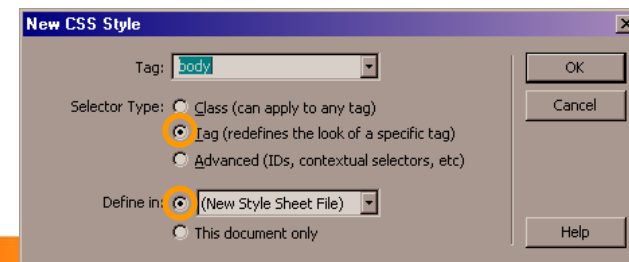 New CSS Style
Tag: body
OK
Selector Type: Class (can apply to any tag)
Cancel
Tag (redefines the look of a specific tag)
Advanced (IDs, contextual selectors, etc)
Define in: (New Style Sheet File)
This document only
Help